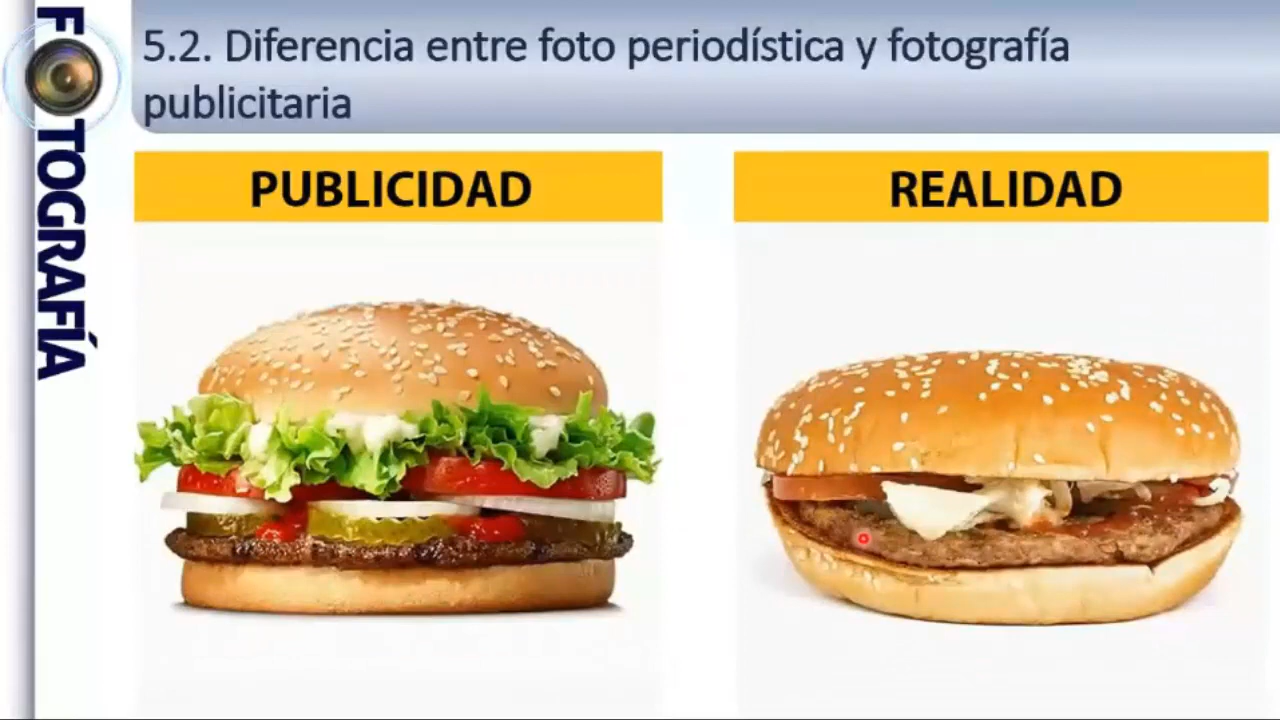 FOTOGRAFÍA
5.2. Diferencia entre foto periodística y fotografía
publicitaria
PUBLICIDAD
REALIDAD